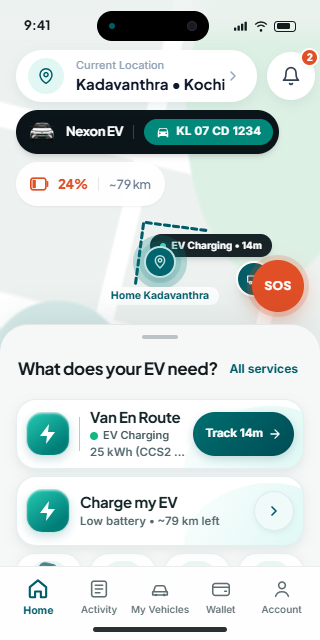 9:41
Current Location
Kadavanthra • Kochi
2
Nexon EV
KL 07 CD 1234
24%
~79 km
EV Charging • 14m
Home Kadavanthra
SOS
What does your EV need?
All services
Van En Route
EV Charging
25 kWh (CCS2 ...
Track 14m
Charge my EV
Low battery • ~79 km left
Home
Activity
My Vehicles
Wallet
Account